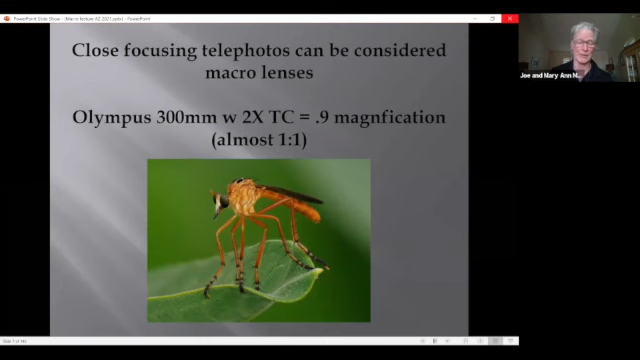 PowerPoint Slide Show - [Macro lecture AZ 2021.pptx] - PowerPoint
Close focusing telephotos can be considered
macro lenses
Olympus 300mm w 2X TC = .9 magnfication
(almost 1:1)
Joe and Mary Ann M...